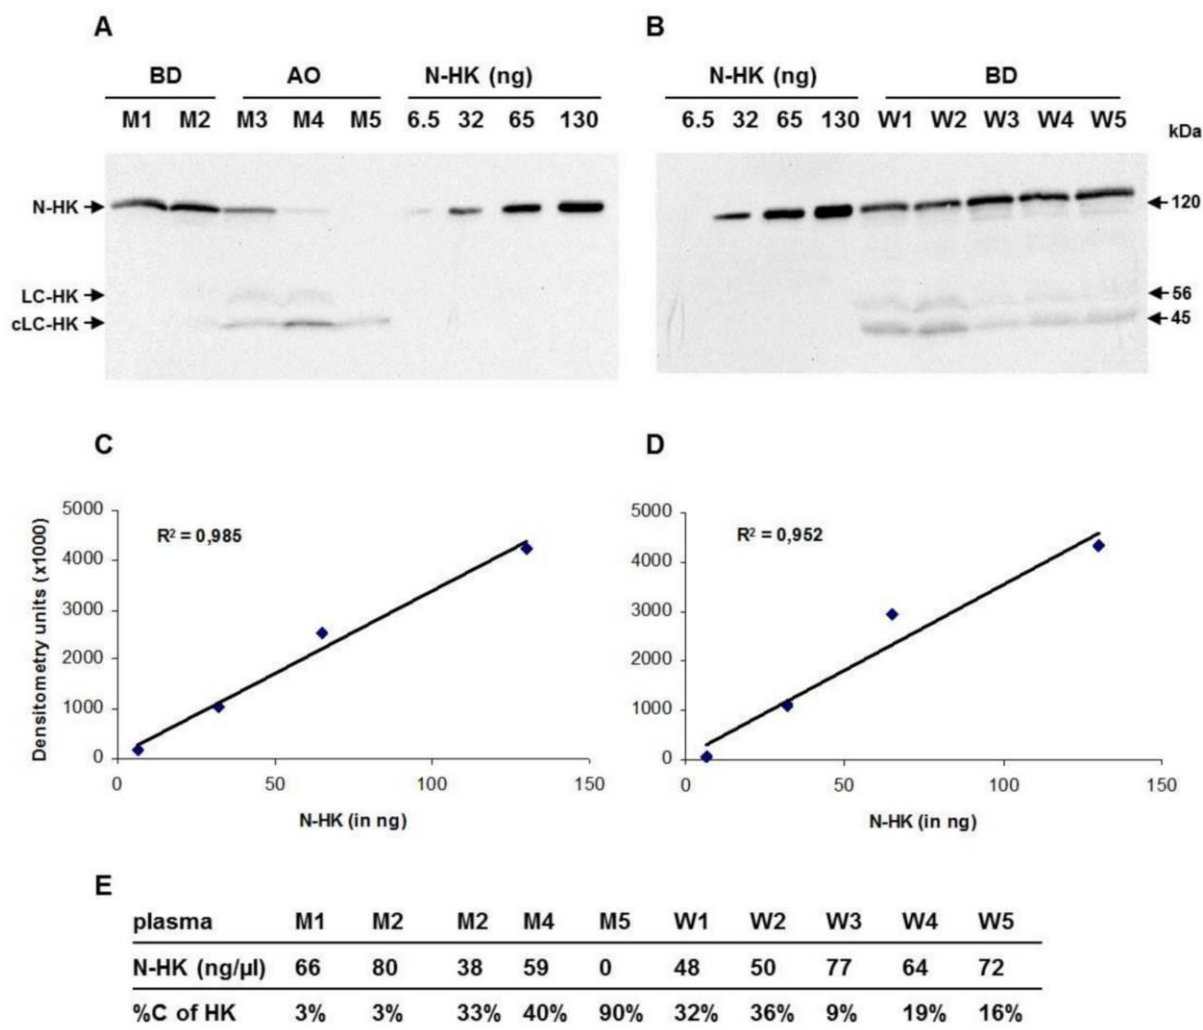 A
B
BD AO N-HK (ng)
N-HK (ng) BD
M1 M2 M3 M4 M5 6.5 32 65 130
6.5 32 65 130 W1 W2 W3 W4 W5
kDa
N-HK
120
LC-HK
56
cLC-HK
45
C
D
Densitometry units (x1000)
5000
4000
3000
2000
1000
0
R² = 0,985
0 50 100 150
N-HK (in ng)
5000
4000
3000
2000
1000
0
R² = 0,952
0 50 100 150
N-HK (in ng)
E
plasma M1 M2 M2 M4 M5 W1 W2 W3 W4 W5
N-HK (ng/µl) 66 80 38 59 0 48 50 77 64 72
%C of HK 3% 3% 33% 40% 90% 32% 36% 9% 19% 16%